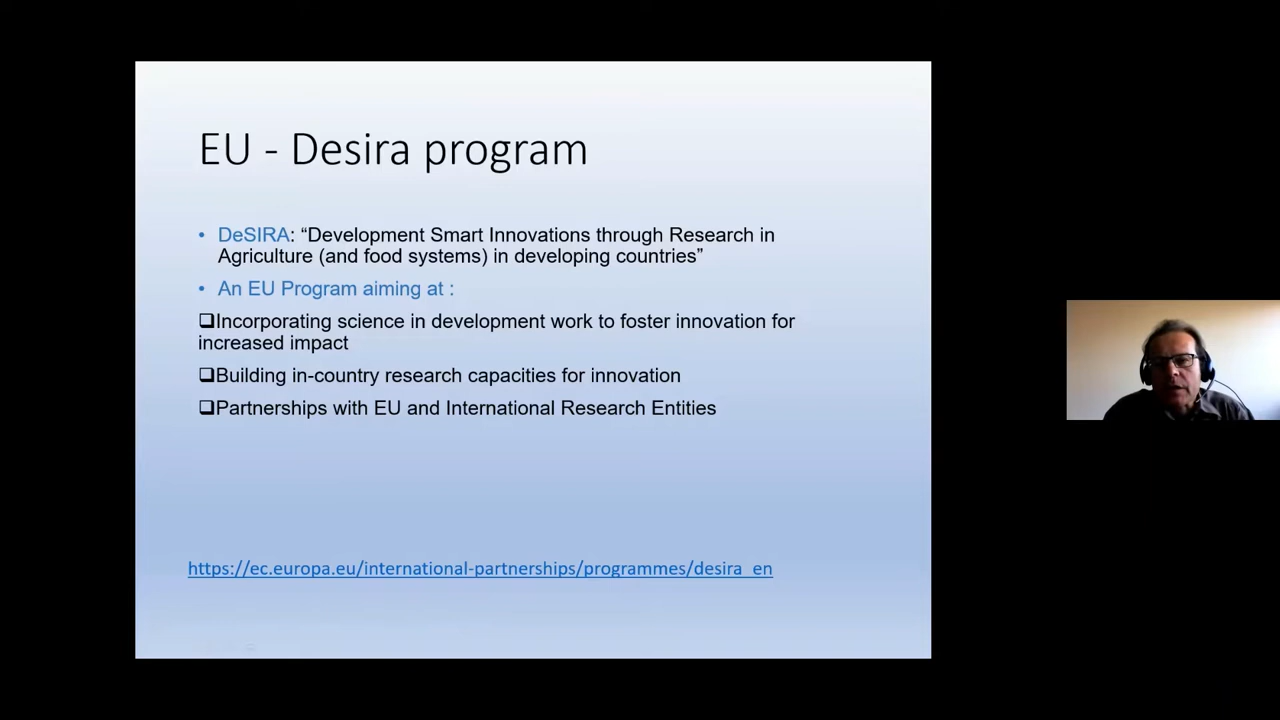 EU - Desira program
• DeSIRA: “Development Smart Innovations through Research in
Agriculture (and food systems) in developing countries”
• An EU Program aiming at :
❑Incorporating science in development work to foster innovation for
increased impact
❑Building in-country research capacities for innovation
❑Partnerships with EU and International Research Entities
https://ec.europa.eu/international-partnerships/programmes/desira_en